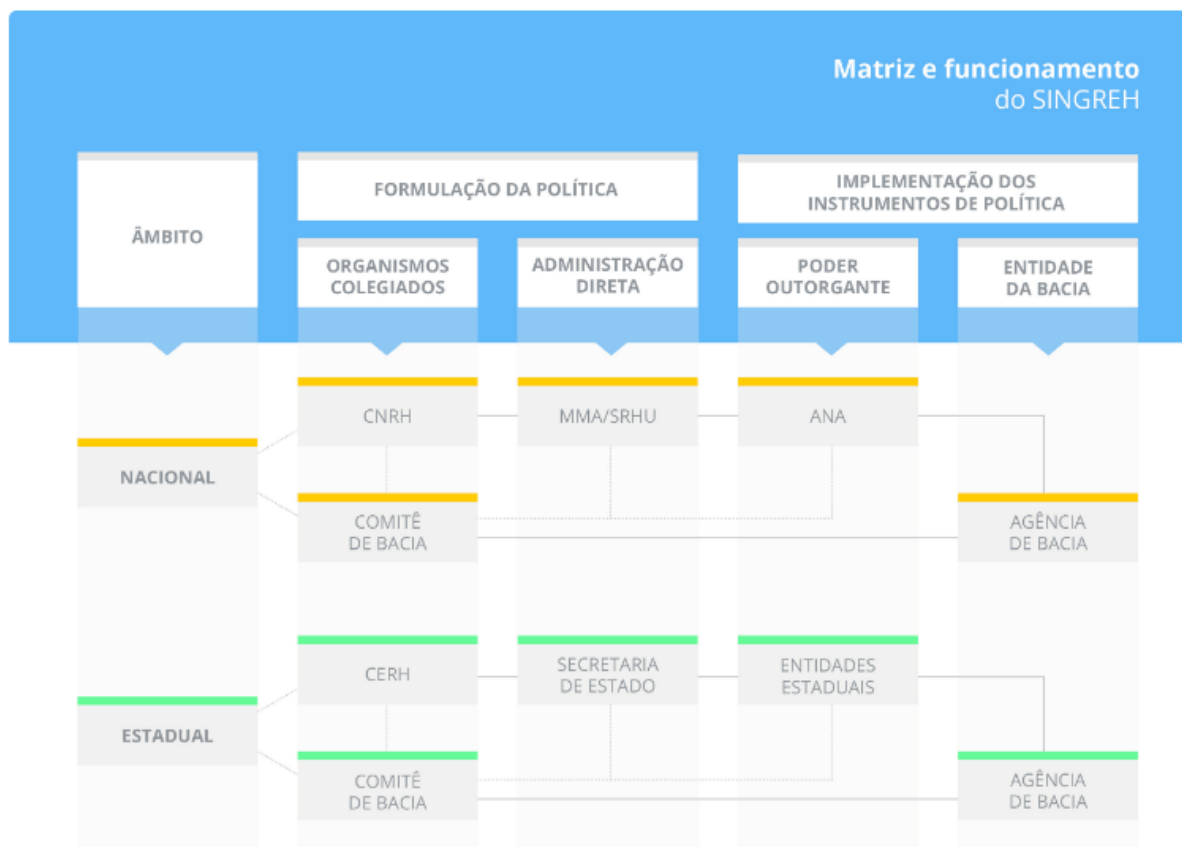 Matriz e funcionamento
do SINGREH
ÂMBITO
FORMULAÇÃO DA POLÍTICA
IMPLEMENTAÇÃO DOS
INSTRUMENTOS DE POLÍTICA
ORGANISMOS
COLEGIADOS
ADMINISTRAÇÃO
DIRETA
PODER
OUTORGANTE
ENTIDADE
DA BACIA
NACIONAL
CNRH
MMA/SRHU
ANA
COMITÊ
DE BACIA
AGÊNCIA
DE BACIA
ESTADUAL
CERH
SECRETARIA
DE ESTADO
ENTIDADES
ESTADUAIS
COMITÊ
DE BACIA
AGÊNCIA
DE BACIA